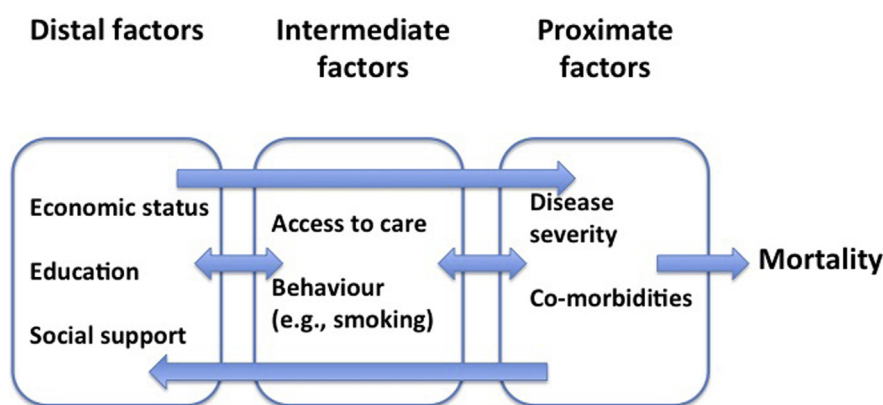 Distal factors
Intermediate
factors
Proximate
factors
Economic status
Education
Social support
Access to care
Behaviour
(e.g., smoking)
Disease
severity
Co-morbidities
Mortality